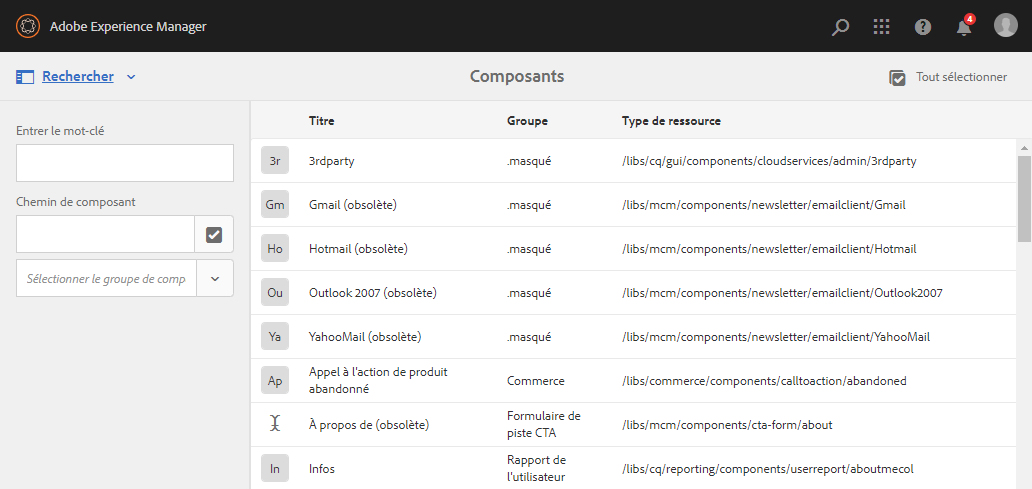 Adobe Experience Manager
4
Rechercher
Composants
Tout sélectionner
Entrer le mot-clé
Chemin de composant
Sélectionner le groupe de comp
Titre Groupe Type de ressource
3r 3rdparty .masqué /libs/cq/gui/components/cloudservices/admin/3rdparty
Gm Gmail (obsolète) .masqué /libs/mcm/components/newsletter/emailclient/Gmail
Ho Hotmail (obsolète) .masqué /libs/mcm/components/newsletter/emailclient/Hotmail
Ou Outlook 2007 (obsolète) .masqué /libs/mcm/components/newsletter/emailclient/Outlook2007
Ya YahooMail (obsolète) .masqué /libs/mcm/components/newsletter/emailclient/YahooMail
Ap Appel à l'action de produit
abandonné Commerce /libs/commerce/components/calltoaction/abandoned
À propos de (obsolète) Formulaire de
piste CTA /libs/mcm/components/cta-form/about
In Infos Rapport de
l'utilisateur /libs/cq/reporting/components/userreport/aboutmecol